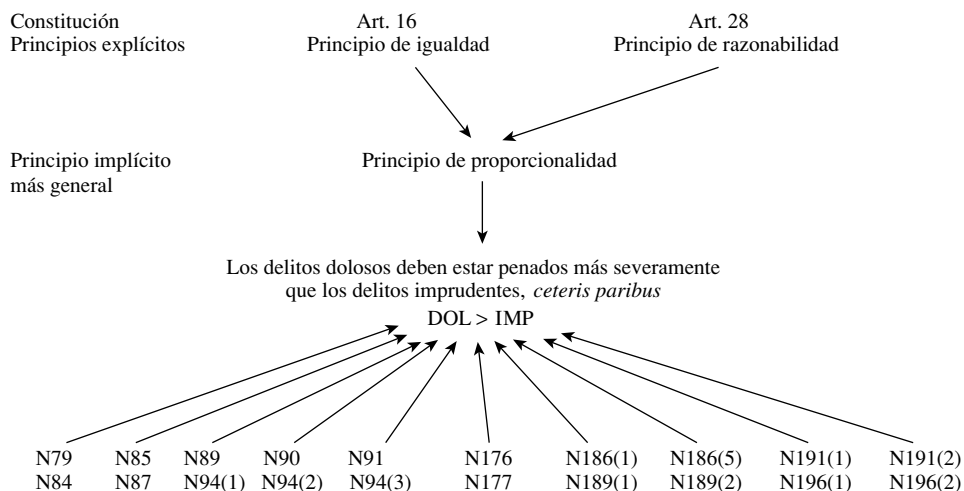 Constitución Art. 16 Art. 28
Principios explícitos Principio de igualdad Principio de razonabilidad
Principio implícito Principio de proporcionalidad
más general
Los delitos dolosos deben estar penados más severamente
que los delitos imprudentes, ceteris paribus
DOL > IMP
N79 N85 N89 N90 N91 N176 N186(1) N186(5) N191(1) N191(2)
N84 N87 N94(1) N94(2) N94(3) N177 N189(1) N189(2) N196(1) N196(2)